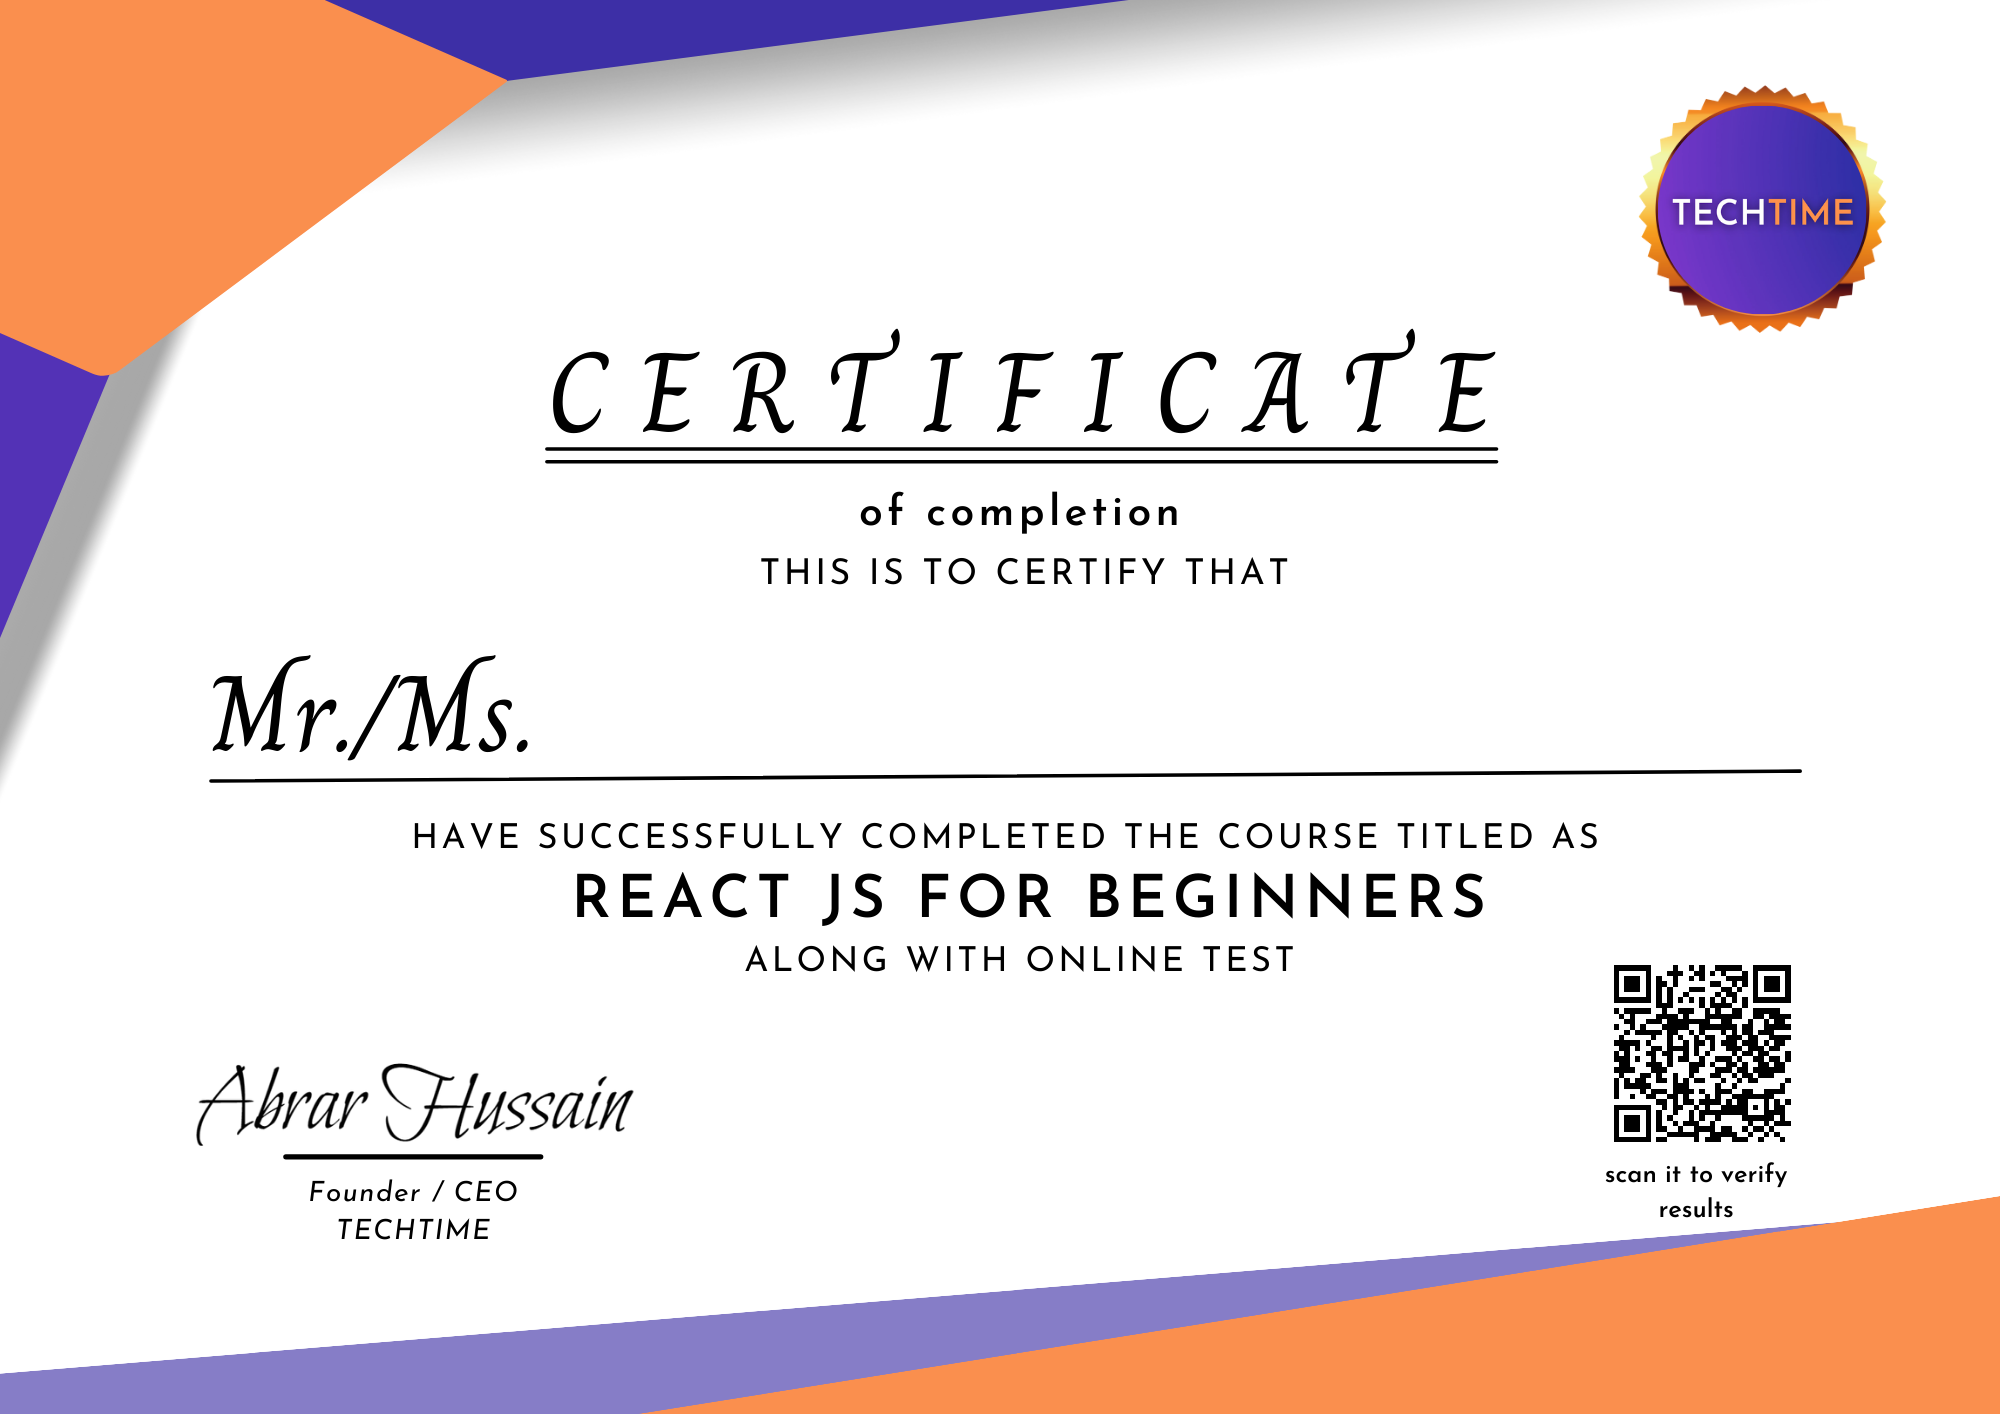 TECHTIME
CERTIFICATE
of completion
THIS IS TO CERTIFY THAT
Mr./Ms.
HAVE SUCCESSFULLY COMPLETED THE COURSE TITLED AS
REACT JS FOR BEGINNERS
ALONG WITH ONLINE TEST
Abrar Hussain
Founder / CEO
TECHTIME
scan it to verify
results